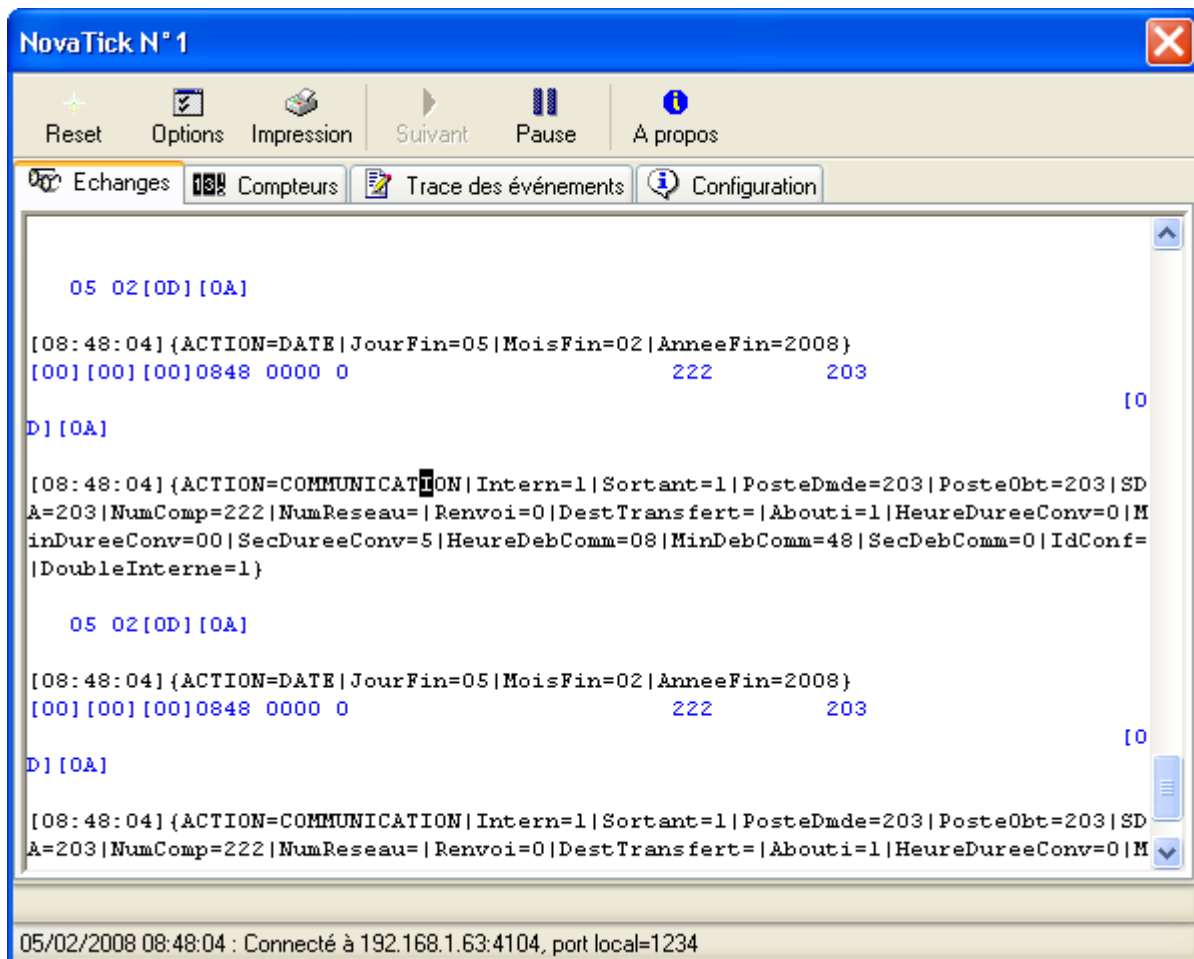 NovaTick N°1
Reset Options Impression Suivant Pause A propos
Echanges Compteurs Trace des événements Configuration
05 02[0D][0A]
[08:48:04]{ACTION=DATE|JourFin=05|MoisFin=02|AnneeFin=2008}
[00][00][00]0848 0000 0 222 203
[0
D][0A]
[08:48:04]{ACTION=COMMUNICATION|Intern=1|Sortant=1|PosteDmde=203|PosteObt=203|SD
A=203|NumComp=222|NumReseau=|Renvoi=0|DestTransfert=|Abouti=1|HeureDureeConv=0|M
inDureeConv=00|SecDureeConv=5|HeureDebComm=08|MinDebComm=48|SecDebComm=0|IdConf=
|DoubleInterne=1}
05 02[0D][0A]
[08:48:04]{ACTION=DATE|JourFin=05|MoisFin=02|AnneeFin=2008}
[00][00][00]0848 0000 0 222 203
[0
D][0A]
[08:48:04]{ACTION=COMMUNICATION|Intern=1|Sortant=1|PosteDmde=203|PosteObt=203|SD
A=203|NumComp=222|NumReseau=|Renvoi=0|DestTransfert=|Abouti=1|HeureDureeConv=0|M
05/02/2008 08:48:04 : Connecté à 192.168.1.63:4104, port local=1234